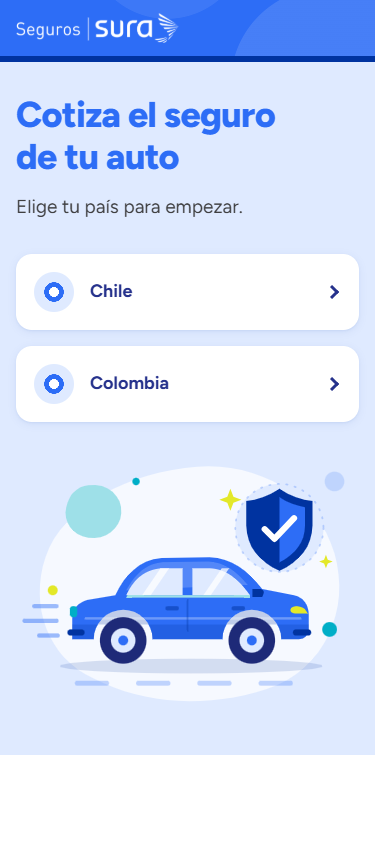 Seguros sura
Cotiza el seguro
de tu auto
Elige tu país para empezar.
Chile
Colombia